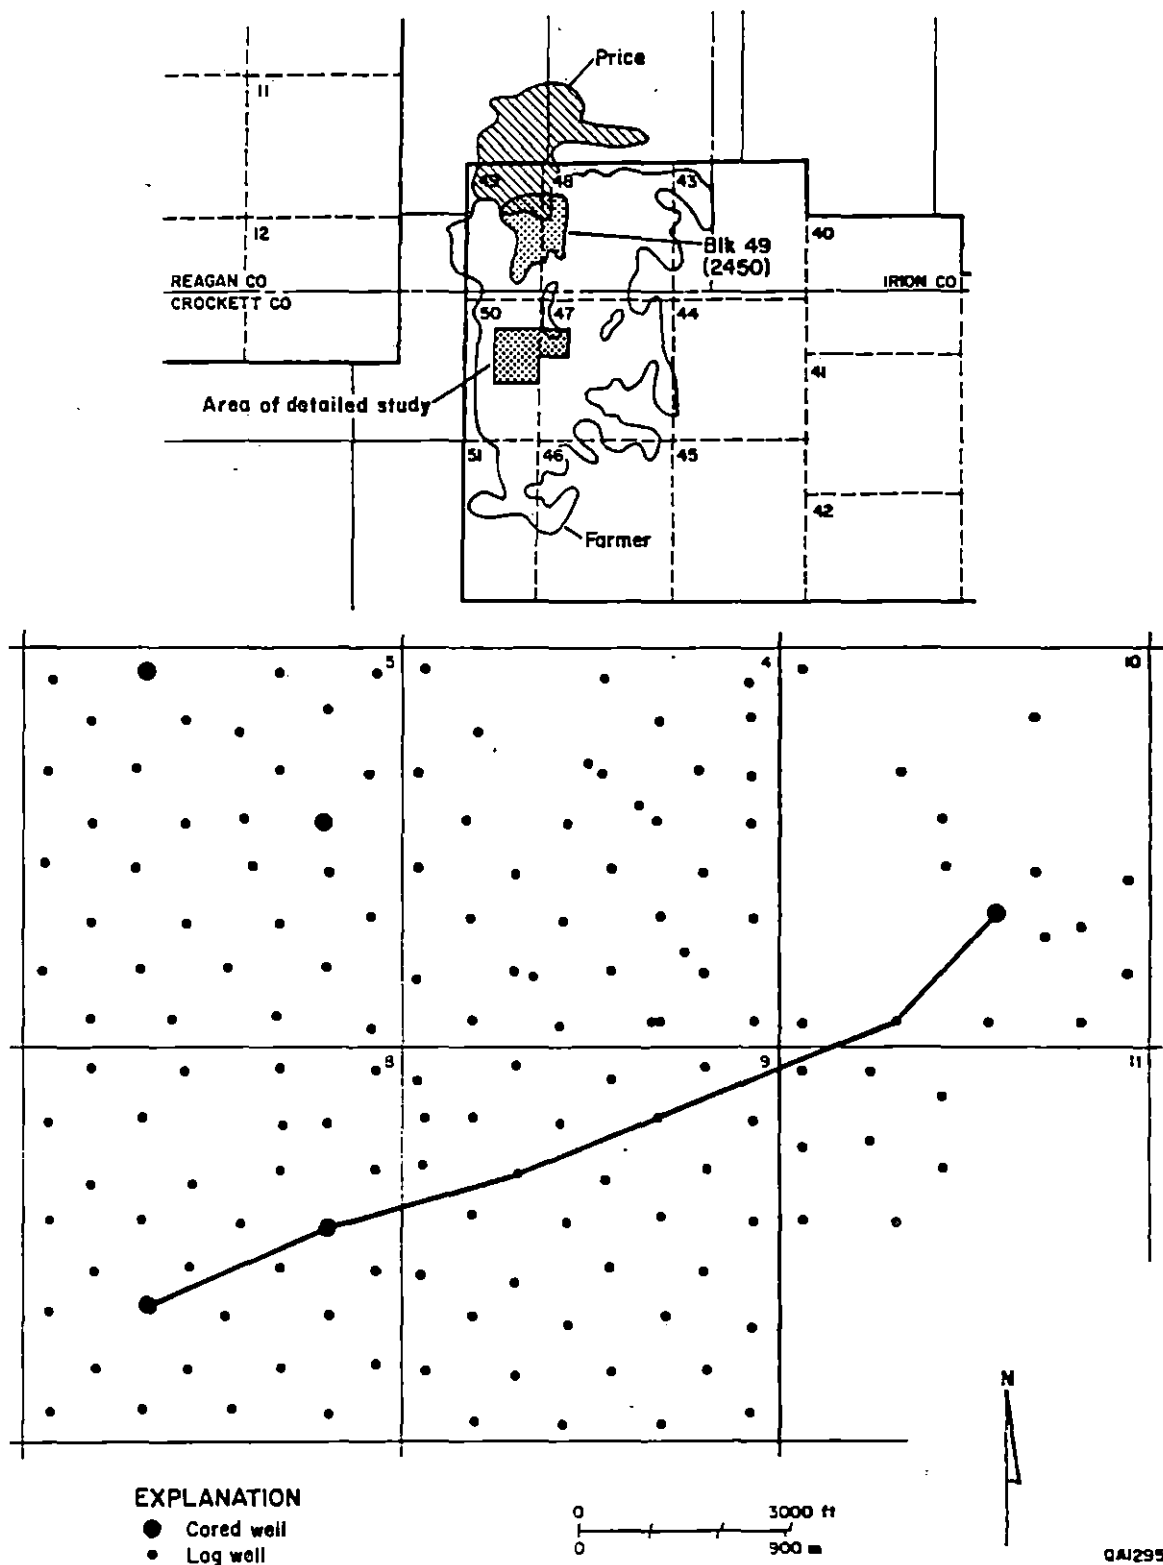 Price
11
49 48 43
12
Blk 49
(2450)
40
REAGAN CO
CROCKETT CO
IRION CO
50 47 44
41
Area of detailed study
51 46 45
42
Farmer
5 4 10
8 9 11
N
EXPLANATION
Cored well
Log well
0 3000 ft
0 900 m
QA1295